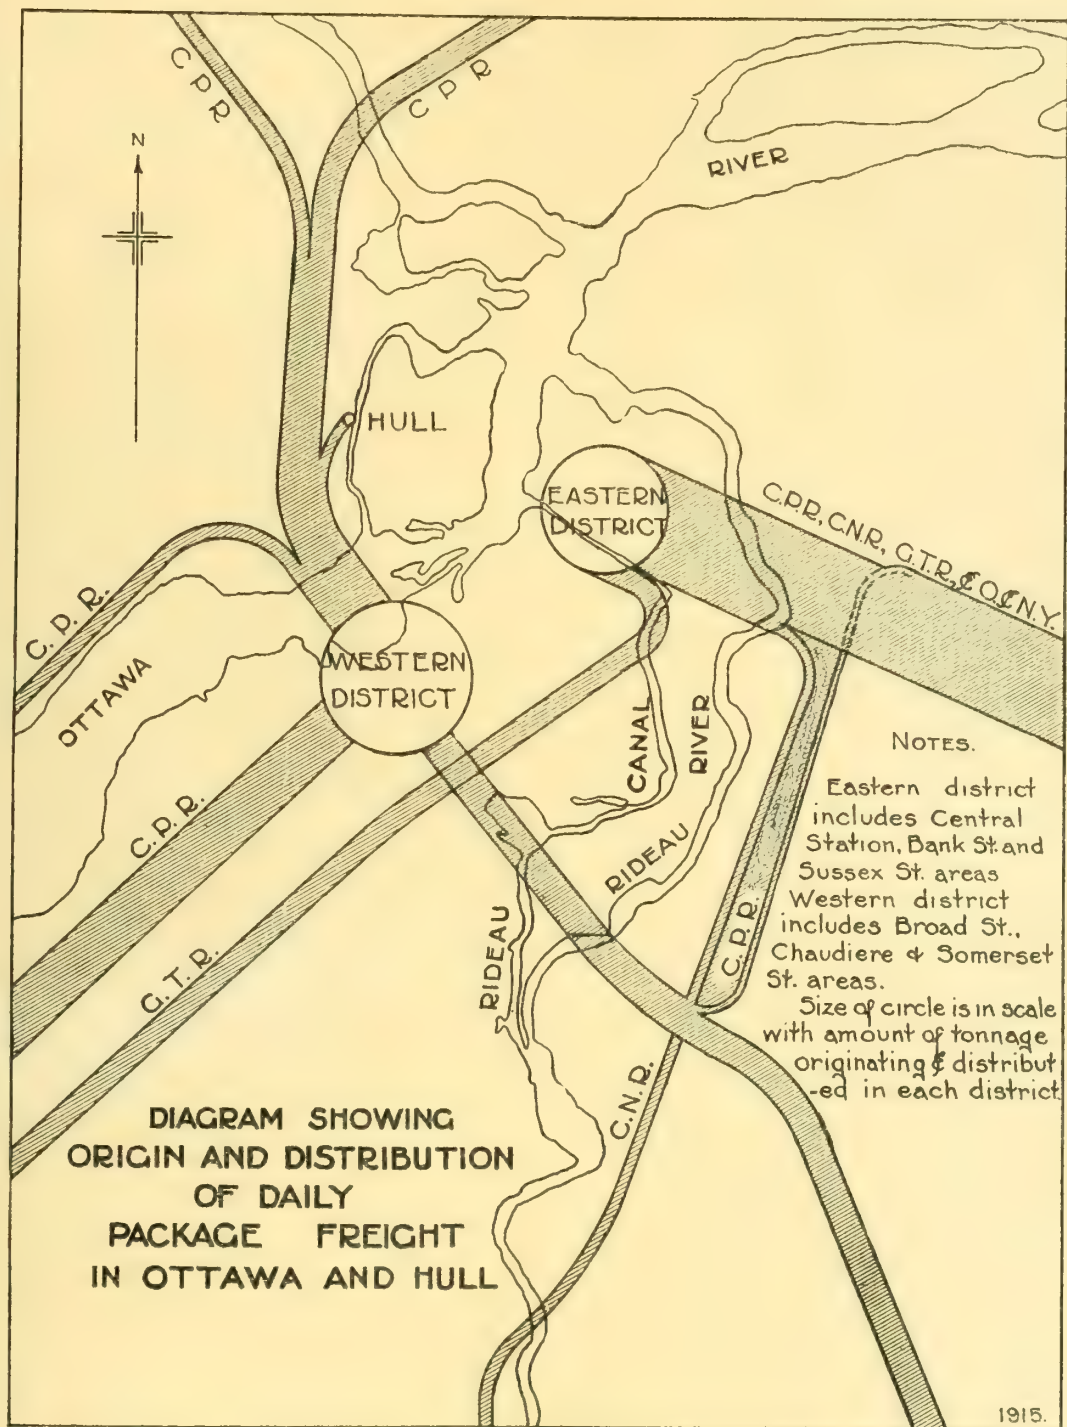 C P R
C P R
N
RIVER
HULL
EASTERN
DISTRICT
C.P.R, C.N.R, G.T.R, & O. & N.Y.
C. P. R.
OTTAWA
WESTERN
DISTRICT
CANAL
RIVER
C. P. R.
RIDEAU
G. T. R.
RIDEAU
C. P. R.
C. N. R.
NOTES.
Eastern district
includes Central
Station, Bank St. and
Sussex St. areas
Western district
includes Broad St.,
Chaudiere & Somerset
St. areas.
Size of circle is in scale
with amount of tonnage
originating & distribut
-ed in each district
DIAGRAM SHOWING
ORIGIN AND DISTRIBUTION
OF DAILY
PACKAGE FREIGHT
IN OTTAWA AND HULL
1915.